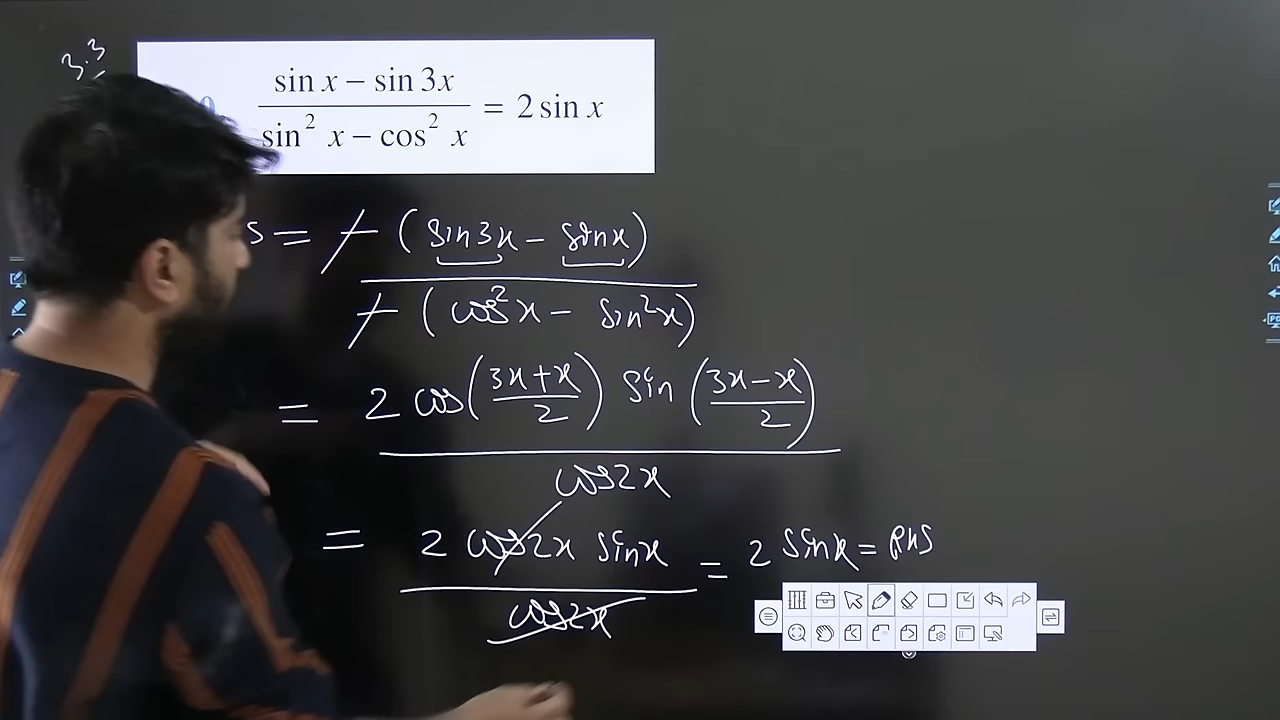 3.3
9. (sin x − sin 3x)/(sin² x − cos² x) = 2 sin x
S = −(sin3x − sinx)/−(cos²x − sin²x)
= 2 cos((3x+x)/2) sin((3x−x)/2)/cos2x
= 2 cos2x sinx/cos2x = 2 sinx = RHS